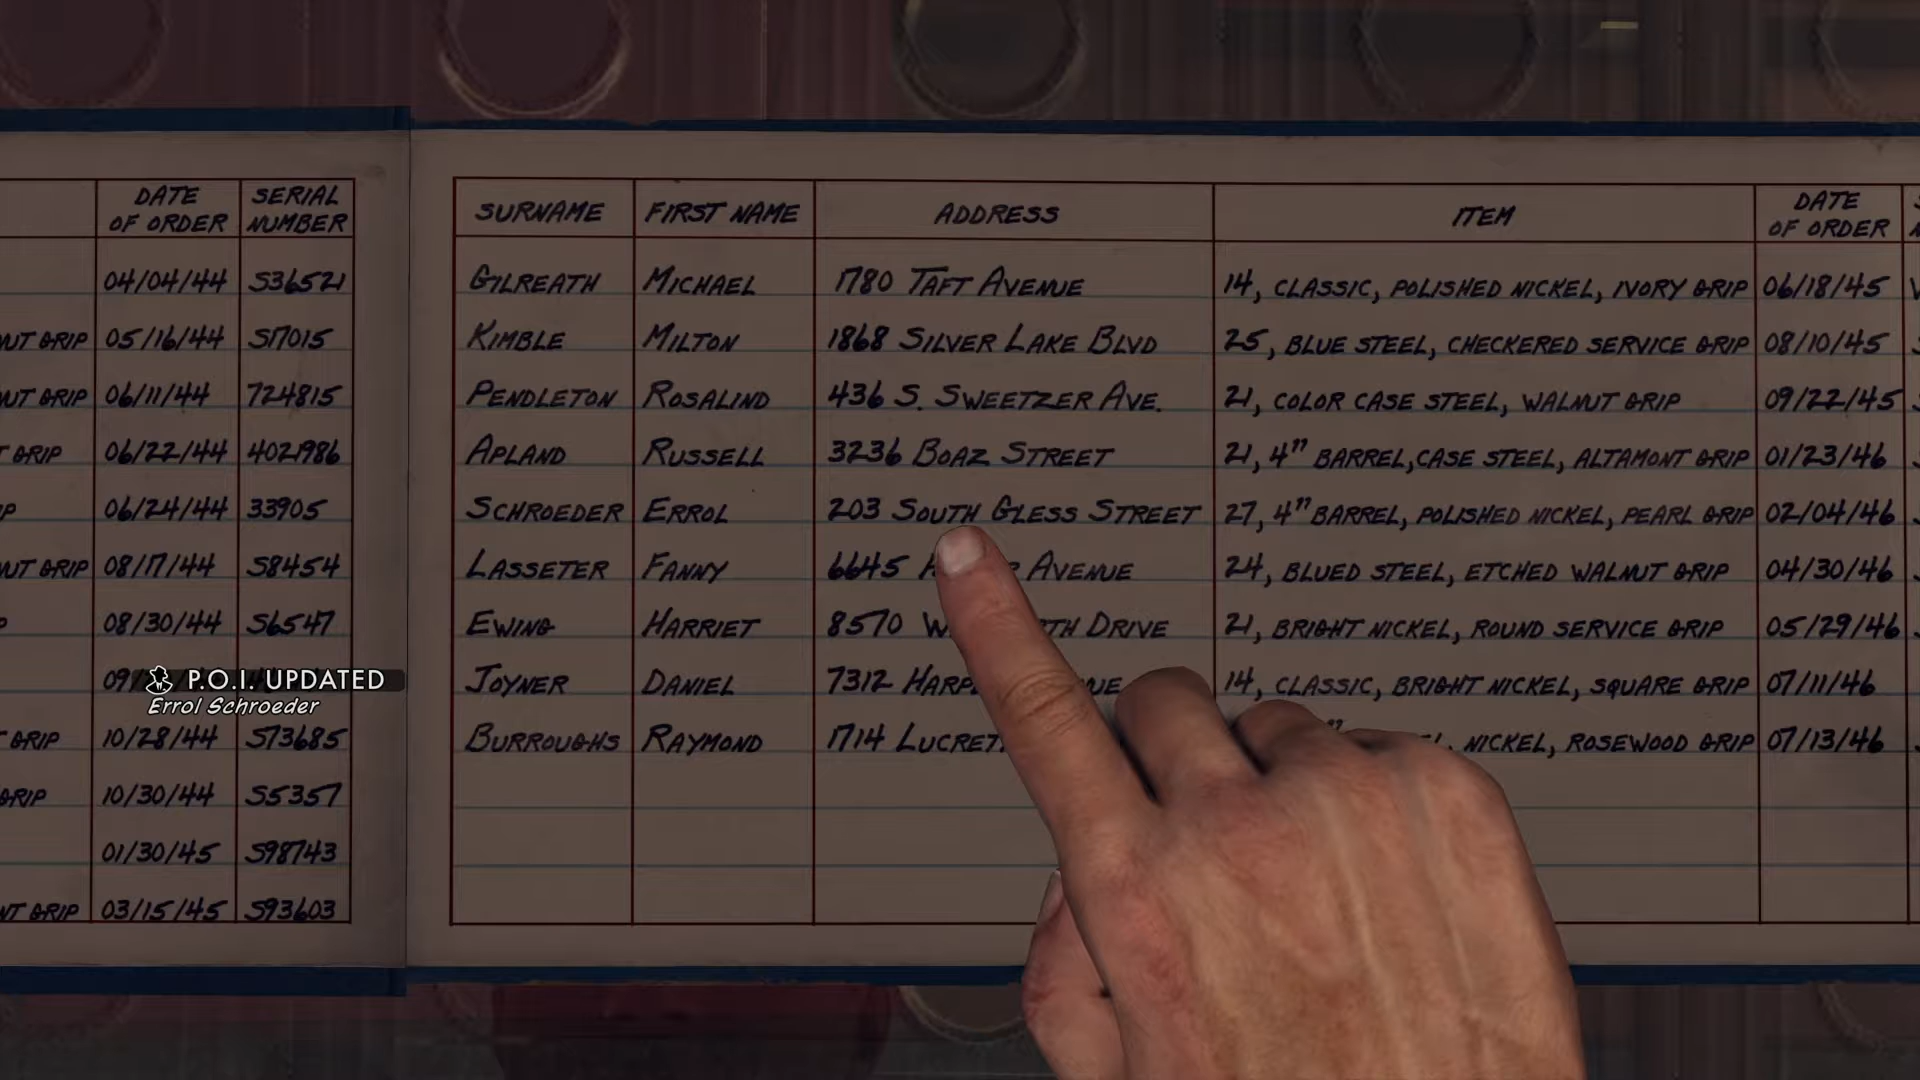 DATE OF ORDER SERIAL NUMBER
04/04/44 S36521
GRIP 05/16/44 S17015
GRIP 06/11/44 724815
GRIP 06/22/44 4021986
06/24/44 33905
GRIP 08/17/44 S8454
08/30/44 S6547
09/
GRIP 10/28/44 S73685
GRIP 10/30/44 S5357
01/30/45 S98743
GRIP 03/15/45 S93603
P.O.I. UPDATED
Errol Schroeder
SURNAME FIRST NAME ADDRESS ITEM DATE OF ORDER
GILREATH MICHAEL 1780 TAFT AVENUE 14, CLASSIC, POLISHED NICKEL, IVORY GRIP 06/18/45
KIMBLE MILTON 1868 SILVER LAKE BLVD 25, BLUE STEEL, CHECKERED SERVICE GRIP 08/10/45
PENDLETON ROSALIND 436 S. SWEETZER AVE. 21, COLOR CASE STEEL, WALNUT GRIP 09/22/45
APLAND RUSSELL 3236 BOAZ STREET 21, 4" BARREL, CASE STEEL, ALTAMONT GRIP 01/23/46
SCHROEDER ERROL 203 SOUTH GLESS STREET 27, 4" BARREL, POLISHED NICKEL, PEARL GRIP 02/04/46
LASSETER FANNY 6645 AVENUE 24, BLUED STEEL, ETCHED WALNUT GRIP 04/30/46
EWING HARRIET 8570 DRIVE 21, BRIGHT NICKEL, ROUND SERVICE GRIP 05/29/46
JOYNER DANIEL 7312 14, CLASSIC, BRIGHT NICKEL, SQUARE GRIP 07/11/46
BURROUGHS RAYMOND 1714 NICKEL, ROSEWOOD GRIP 07/13/46